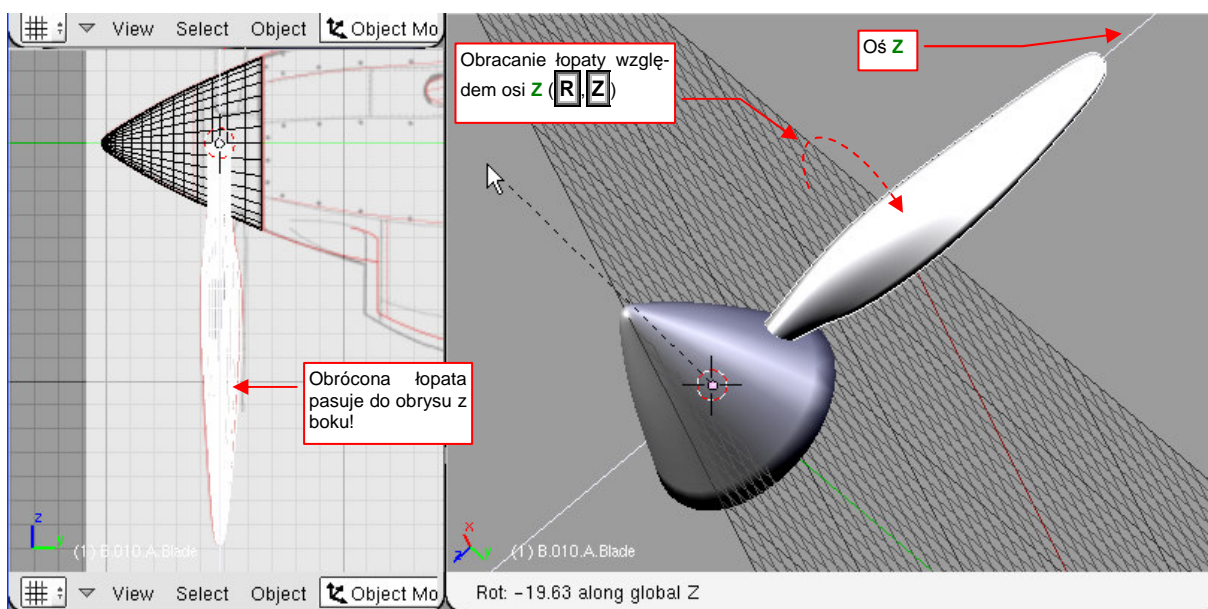 View Select Object Object Mo
Obracanie łopaty wzglę-
dem osi Z (R,Z)
Oś Z
Obrócona łopata
pasuje do obrysu z
boku!
z
y
(1) B.010.A.Blade
x
z
y
(1) B.010.A.Blade
View Select Object Object Mo
Rot: -19.63 along global Z